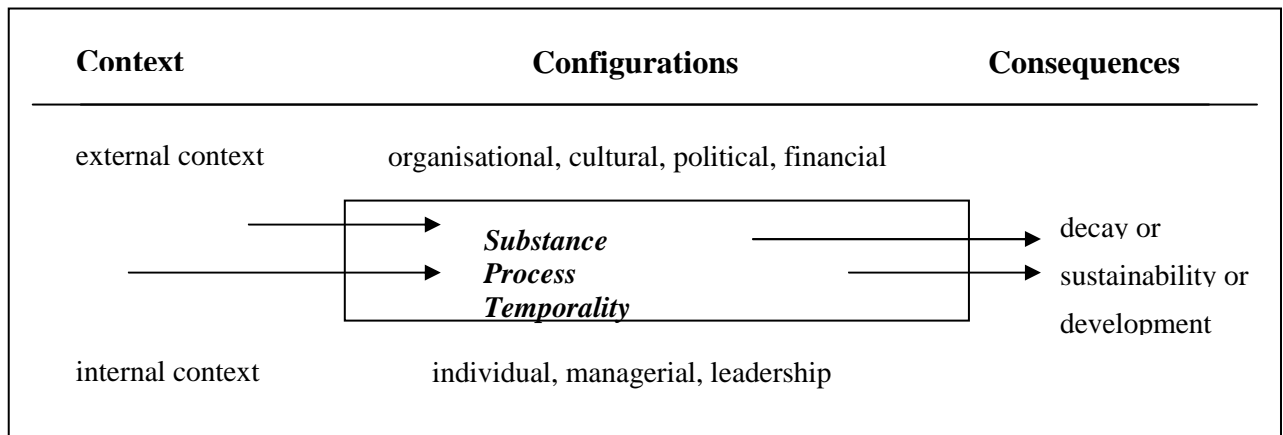 Context Configurations Consequences
external context organisational, cultural, political, financial
Substance
Process
Temporality
decay or
sustainability or
development
internal context individual, managerial, leadership